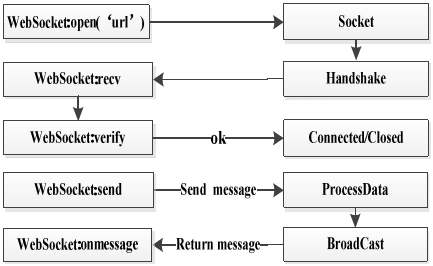 WebSocket:open(‘url’)
Socket
WebSocket:recv
Handshake
WebSocket:verify
ok
Connected/Closed
WebSocket:send
Send message
ProcessData
WebSocket:onmessage
Return message
BroadCast